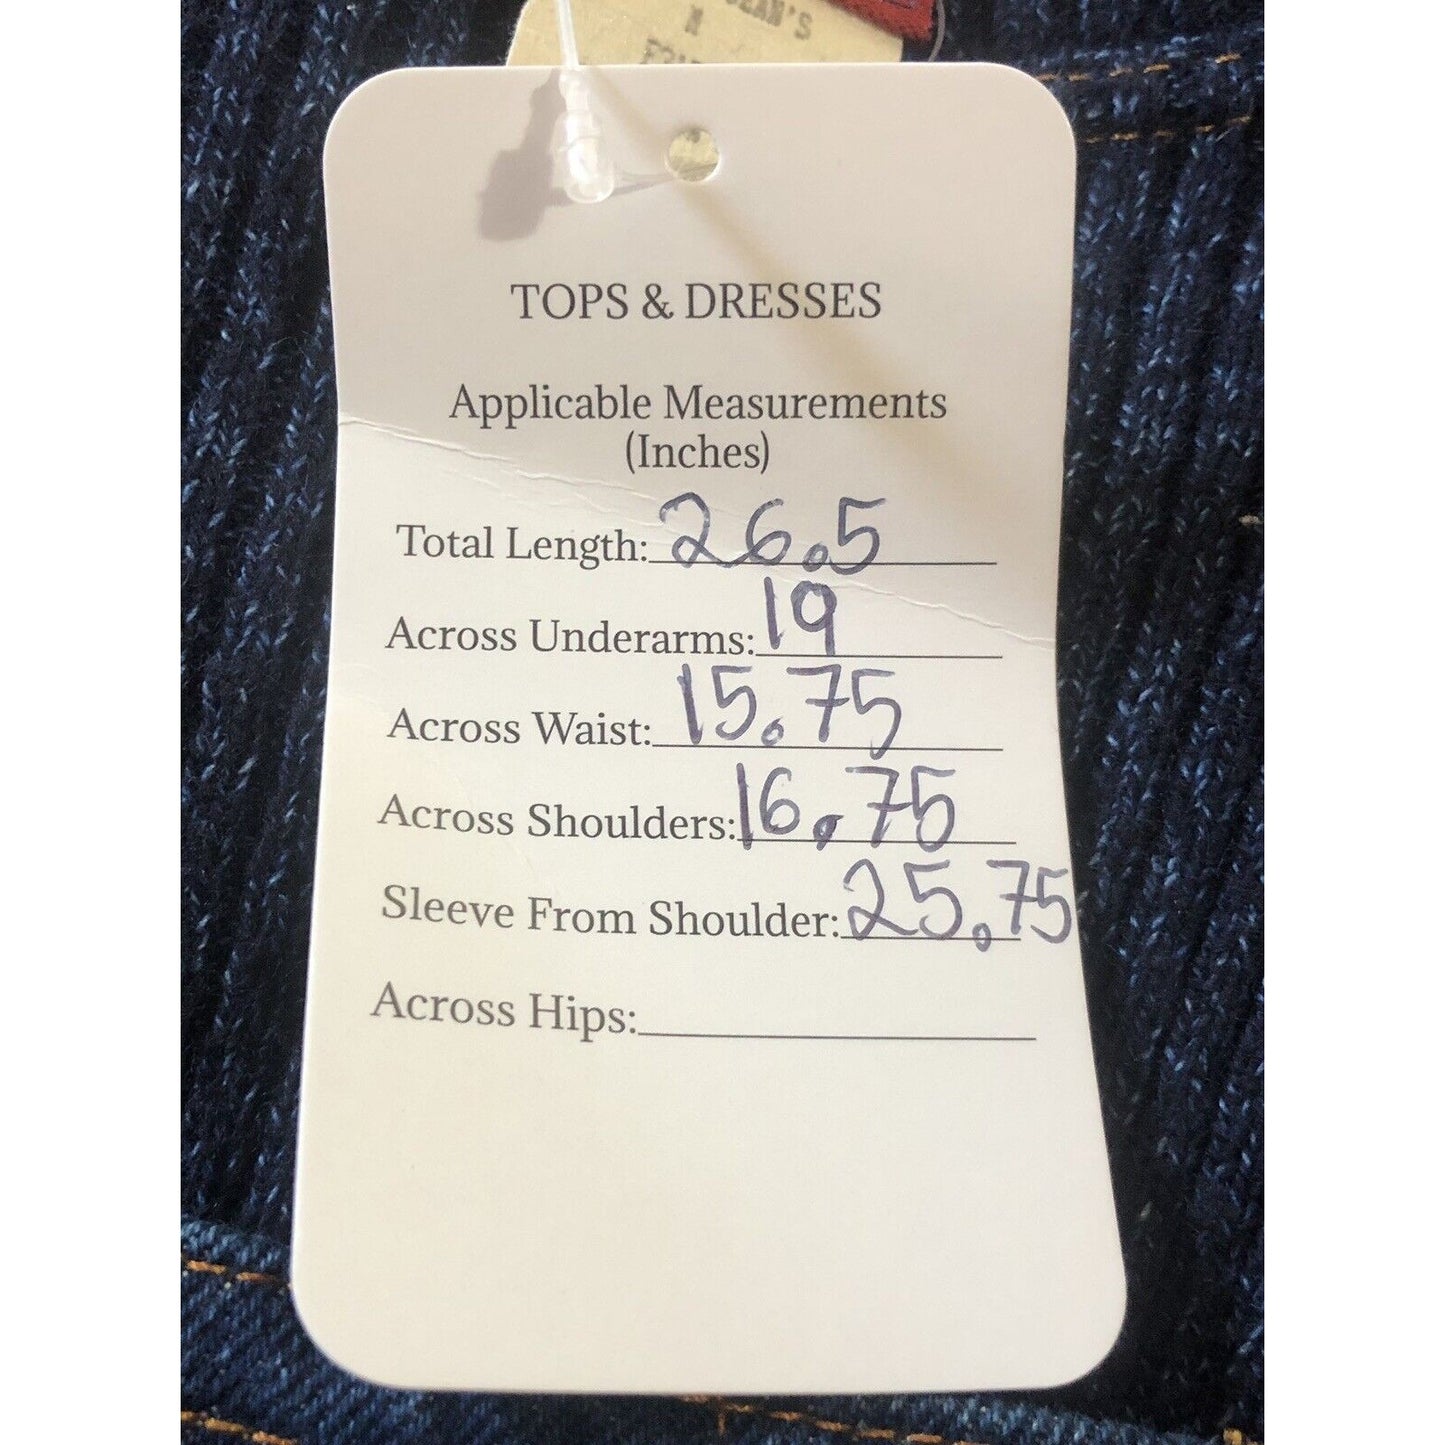 M
TOPS & DRESSES
Applicable Measurements
(Inches)
Total Length: 26.5
Across Underarms: 19
Across Waist: 15.75
Across Shoulders: 16.75
Sleeve From Shoulder: 25.75
Across Hips: